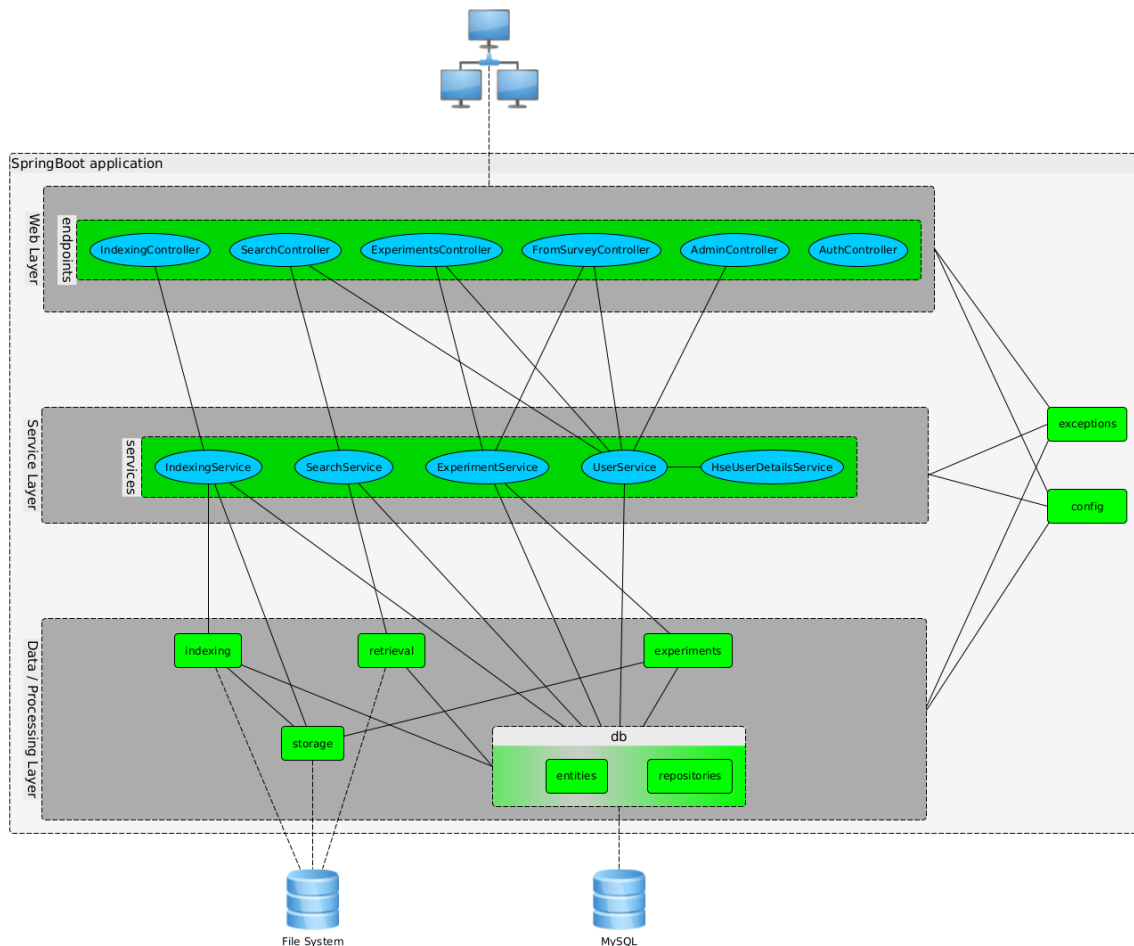 SpringBoot application
Web Layer
endpoints
IndexingController
SearchController
ExperimentsController
FromSurveyController
AdminController
AuthController
exceptions
config
Service Layer
services
IndexingService
SearchService
ExperimentService
UserService
HseUserDetailsService
Data / Processing Layer
indexing
retrieval
experiments
storage
db
entities
repositories
File System
MySQL